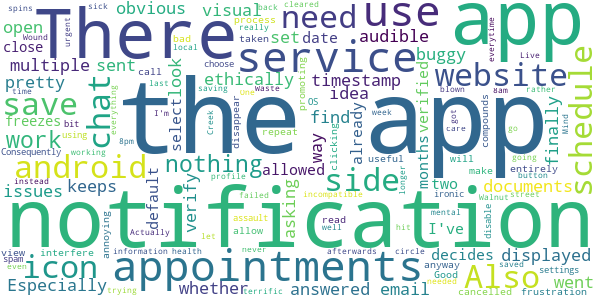 spins sick obvious visual There need use app
Wound urgent process back cleared
open really audible
close bad local taken set date service website schedule
multiple sent choose buggy
pretty call look ethically timestamp
time saving promoting verified
save chat select idea
freezes bit using everything last OS find
I'm one disappear clicking already
work 8pm Creek the app way months finally
Consequently working week got blown rather 8am go
android nothing side allowed
care Waste Mind Live everytime
repeat useful compounds
instead profile will going entirely
issues keeps default verify asking longer make button two documents
failed incompatible ironic
notification
annoying Actually assault read mental hit I've Walnut street
interfere let allow well disable decides displayed
view information health never afterwards circle anyway saved settings
spam icon appointments Also
even terrific Good needed
Especially whether answered email went
trying cancelled frustration